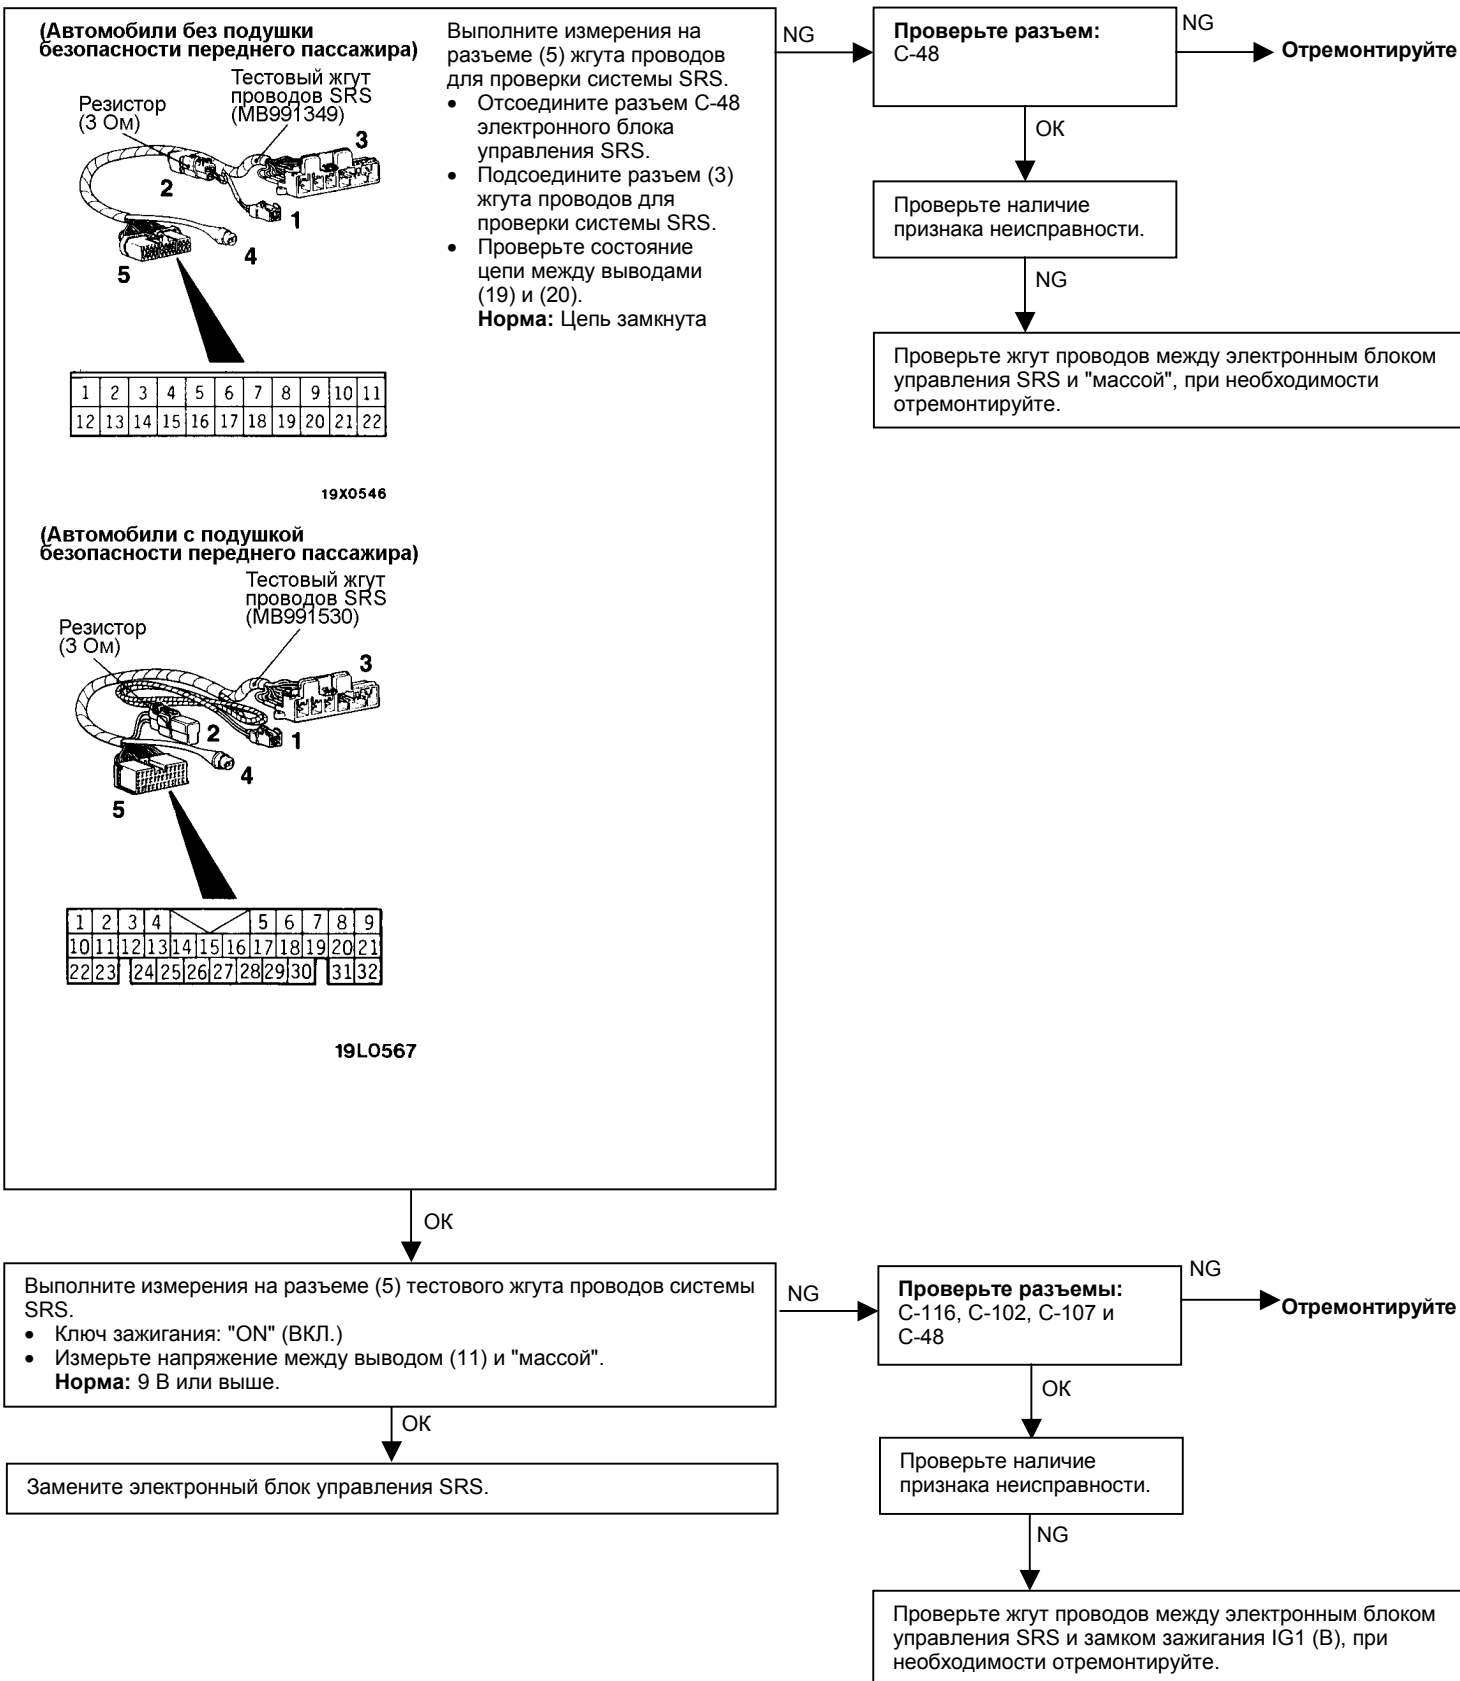 (Автомобили без подушки
безопасности переднего пассажира)
Тестовый жгут
проводов SRS
(MB991349)
Резистор
(3 Ом)
3
2
1
4
5
1 2 3 4 5 6 7 8 9 10 11
12 13 14 15 16 17 18 19 20 21 22
19X0546
Выполните измерения на
разъеме (5) жгута проводов
для проверки системы SRS.
• Отсоедините разъем С-48
электронного блока
управления SRS.
• Подсоедините разъем (3)
жгута проводов для
проверки системы SRS.
• Проверьте состояние
цепи между выводами
(19) и (20).
Норма: Цепь замкнута
(Автомобили с подушкой
безопасности переднего пассажира)
Тестовый жгут
проводов SRS
(MB991530)
Резистор
(3 Ом)
3
2
1
4
5
1 2 3 4 5 6 7 8 9
10 11 12 13 14 15 16 17 18 19 20 21
22 23 24 25 26 27 28 29 30 31 32
19L0567
NG
Проверьте разъем:
С-48
NG
Отремонтируйте
ОК
Проверьте наличие
признака неисправности.
NG
Проверьте жгут проводов между электронным блоком
управления SRS и "массой", при необходимости
отремонтируйте.
ОК
Выполните измерения на разъеме (5) тестового жгута проводов системы
SRS.
• Ключ зажигания: "ON" (ВКЛ.)
• Измерьте напряжение между выводом (11) и "массой".
Норма: 9 В или выше.
NG
Проверьте разъемы:
С-116, С-102, С-107 и
С-48
NG
Отремонтируйте
ОК
Замените электронный блок управления SRS.
ОК
Проверьте наличие
признака неисправности.
NG
Проверьте жгут проводов между электронным блоком
управления SRS и замком зажигания IG1 (В), при
необходимости отремонтируйте.